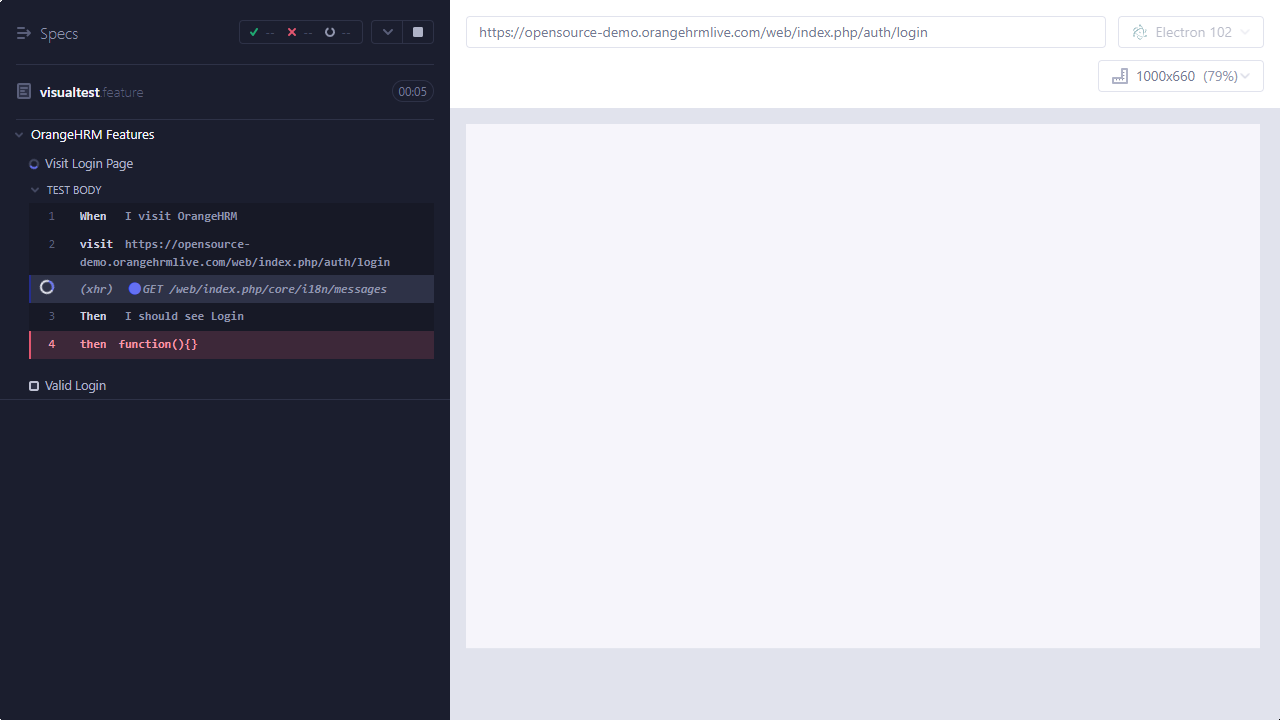 Specs
-- -- --
https://opensource-demo.orangehrmlive.com/web/index.php/auth/login
Electron 102
1000x660 (79%)
visualtest feature
00:05
OrangeHRM Features
Visit Login Page
TEST BODY
1 When I visit OrangeHRM
2 visit https://opensource-
demo.orangehrmlive.com/web/index.php/auth/login
(xhr) GET /web/index.php/core/i18n/messages
3 Then I should see Login
4 then function(){}
Valid Login